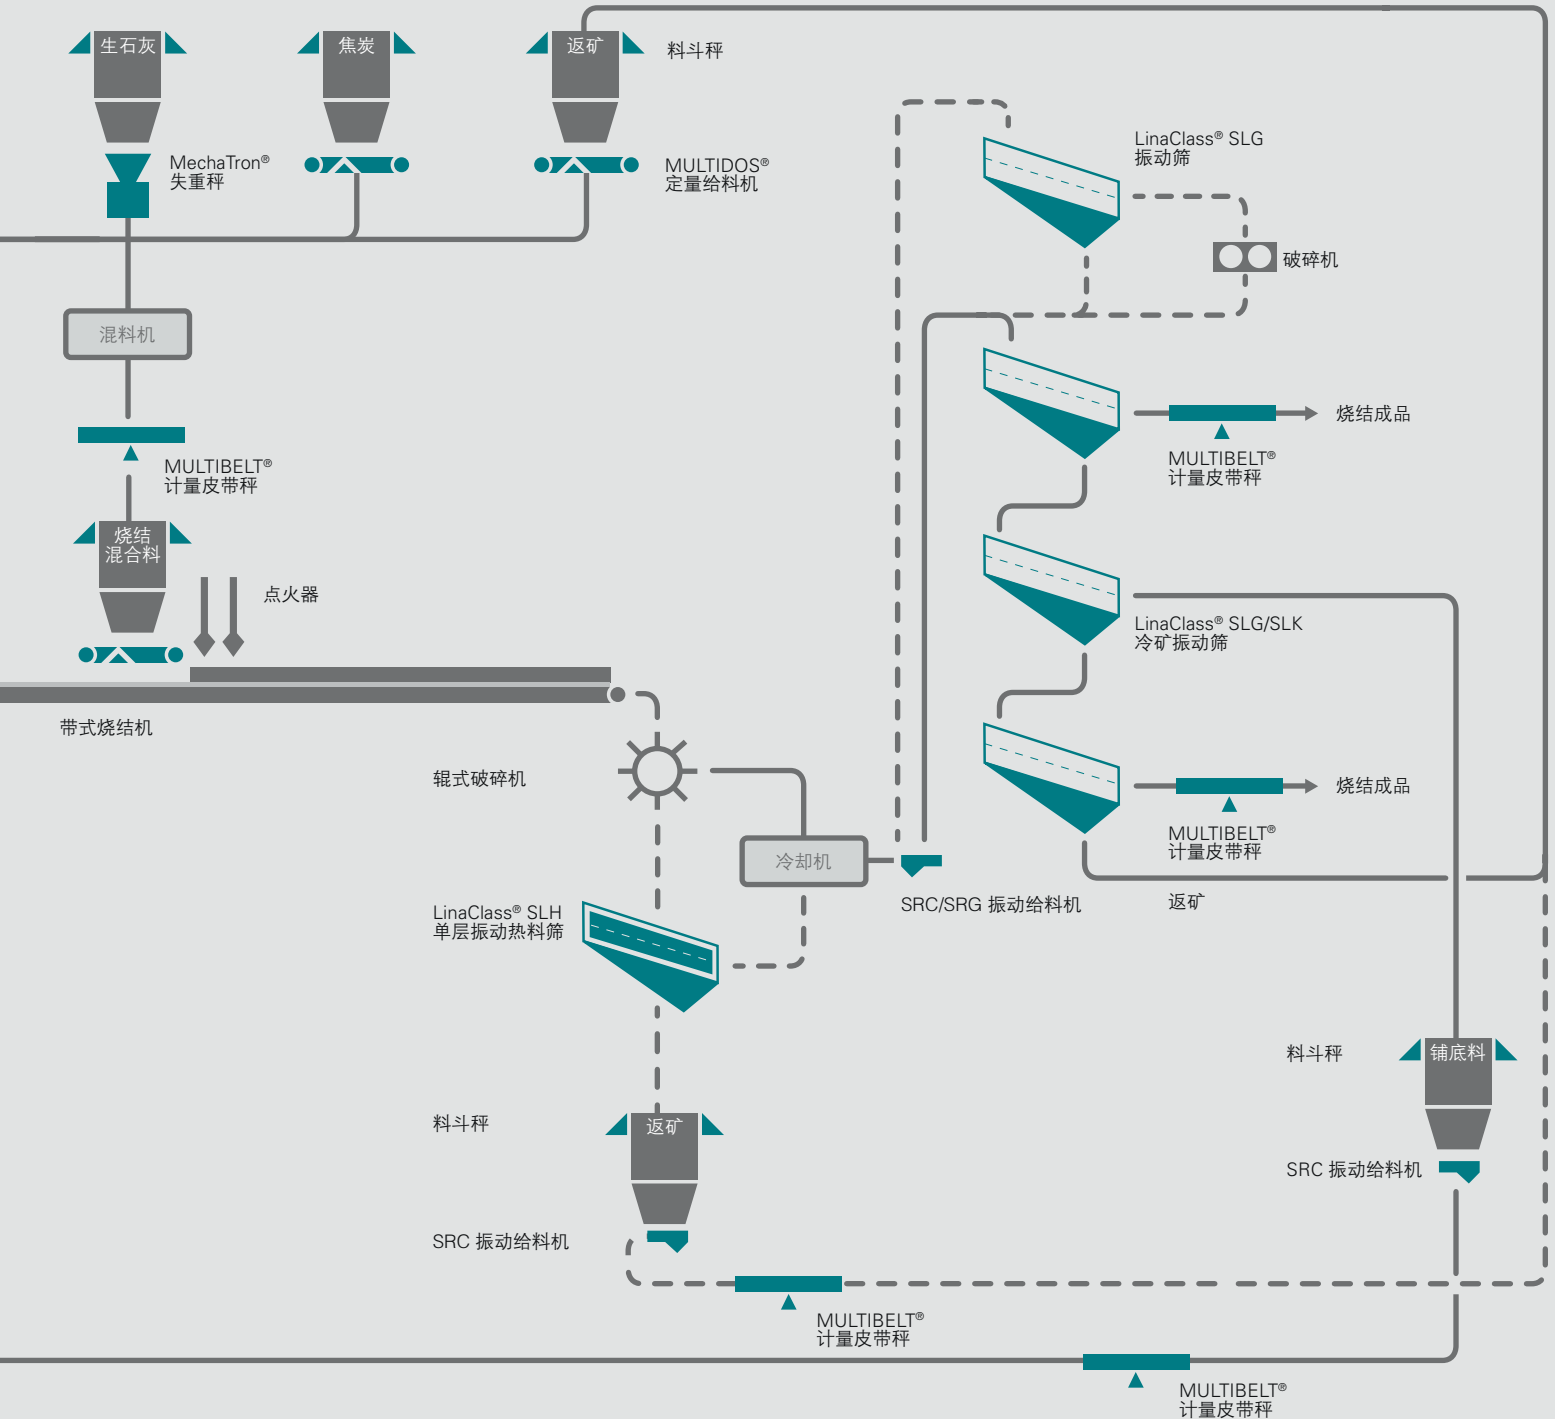 生石灰
焦炭
返矿
料斗秤
MechaTron®
失重秤
MULTIDOS®
定量给料机
LinaClass® SLG
振动筛
破碎机
混料机
烧结成品
MULTIBELT®
计量皮带秤
MULTIBELT®
计量皮带秤
烧结
混合料
点火器
LinaClass® SLG/SLK
冷矿振动筛
带式烧结机
辊式破碎机
烧结成品
MULTIBELT®
计量皮带秤
冷却机
SRC/SRG 振动给料机
返矿
LinaClass® SLH
单层振动热料筛
料斗秤
铺底料
料斗秤
返矿
SRC 振动给料机
SRC 振动给料机
MULTIBELT®
计量皮带秤
MULTIBELT®
计量皮带秤